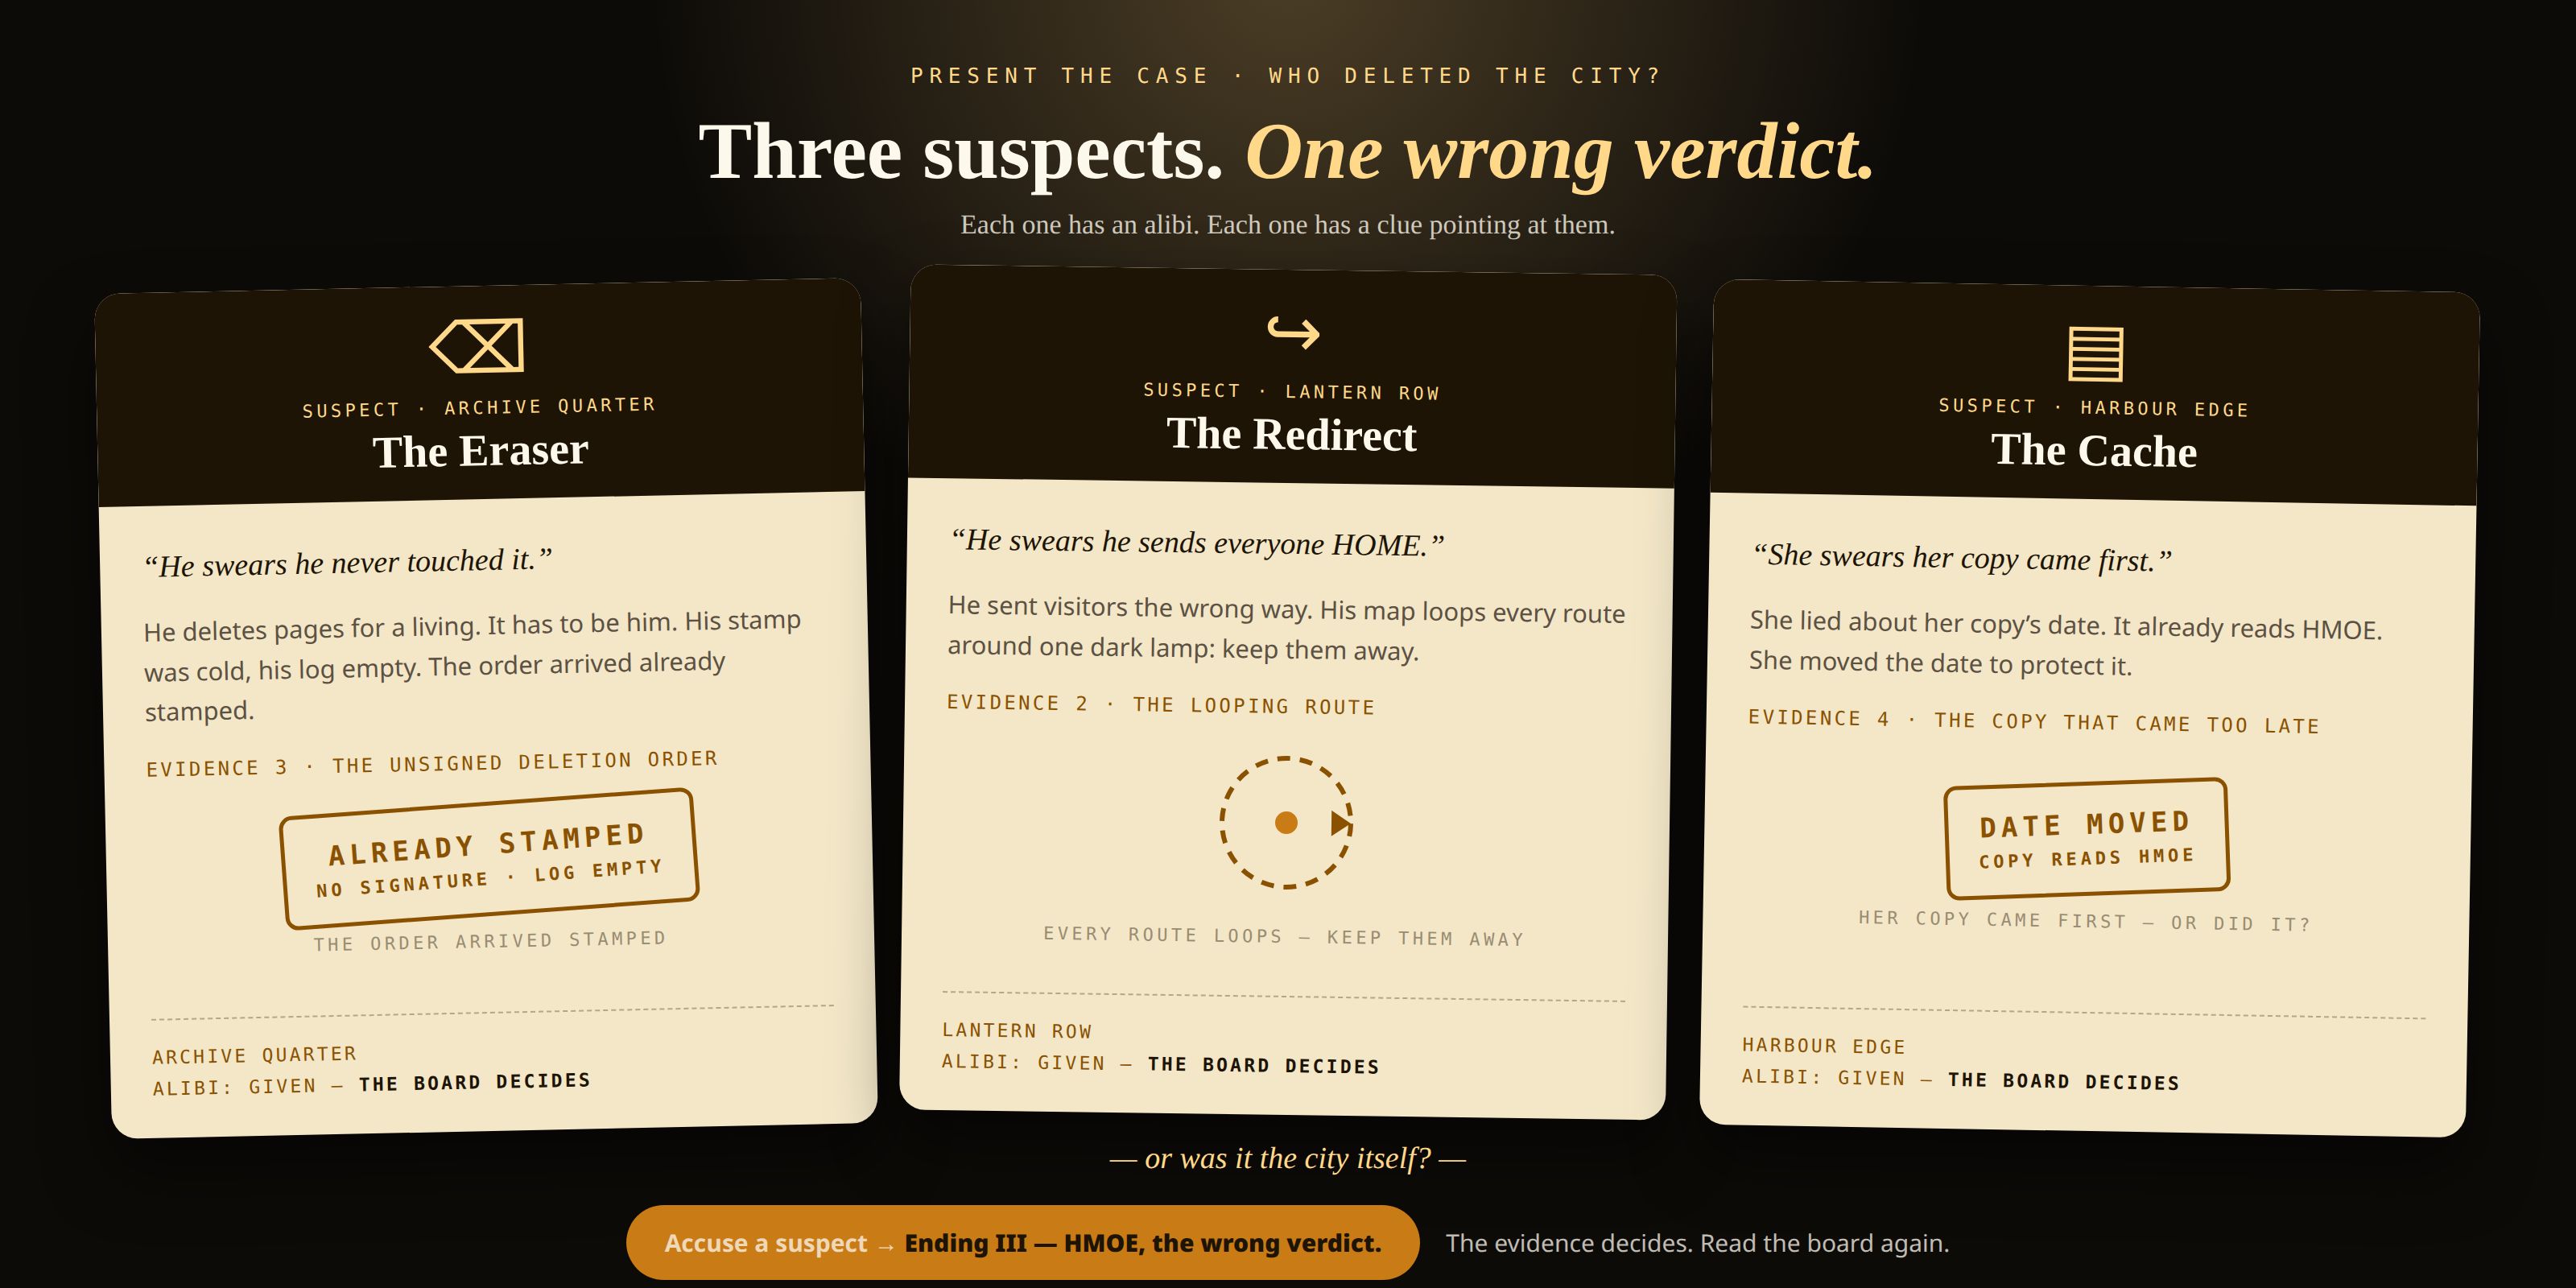 PRESENT THE CASE · WHO DELETED THE CITY?
Three suspects. One wrong verdict.
Each one has an alibi. Each one has a clue pointing at them.
SUSPECT · ARCHIVE QUARTER
The Eraser
“He swears he never touched it.”
He deletes pages for a living. It has to be him. His stamp
was cold, his log empty. The order arrived already
stamped.
EVIDENCE 3 · THE UNSIGNED DELETION ORDER
ALREADY STAMPED
NO SIGNATURE · LOG EMPTY
THE ORDER ARRIVED STAMPED
ARCHIVE QUARTER
ALIBI: GIVEN — THE BOARD DECIDES
SUSPECT · LANTERN ROW
The Redirect
“He swears he sends everyone HOME.”
He sent visitors the wrong way. His map loops every route
around one dark lamp: keep them away.
EVIDENCE 2 · THE LOOPING ROUTE
EVERY ROUTE LOOPS — KEEP THEM AWAY
LANTERN ROW
ALIBI: GIVEN — THE BOARD DECIDES
SUSPECT · HARBOUR EDGE
The Cache
“She swears her copy came first.”
She lied about her copy’s date. It already reads HMOE.
She moved the date to protect it.
EVIDENCE 4 · THE COPY THAT CAME TOO LATE
DATE MOVED
COPY READS HMOE
HER COPY CAME FIRST — OR DID IT?
HARBOUR EDGE
ALIBI: GIVEN — THE BOARD DECIDES
— or was it the city itself? —
Accuse a suspect → Ending III — HMOE, the wrong verdict.
The evidence decides. Read the board again.